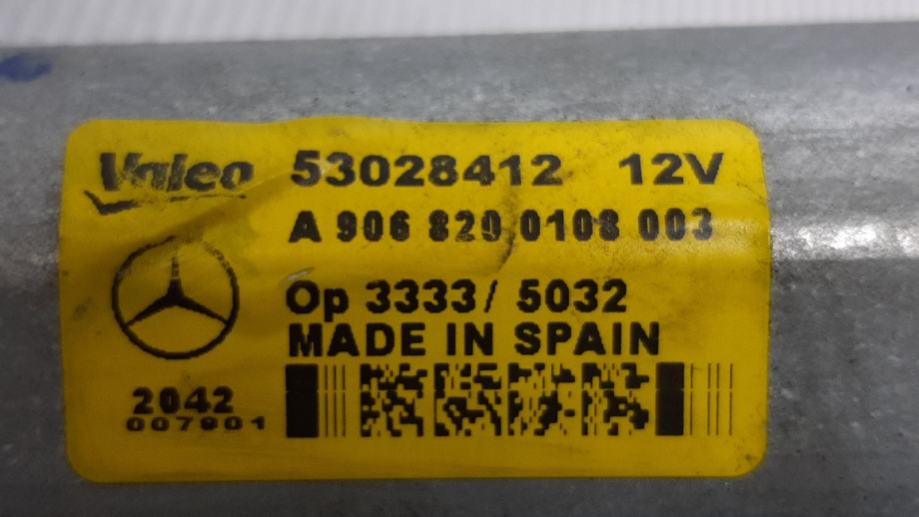 Valeo 53028412 12V
A 906 820 0108 003
Op 3333/ 5032
MADE IN SPAIN
2042
007901